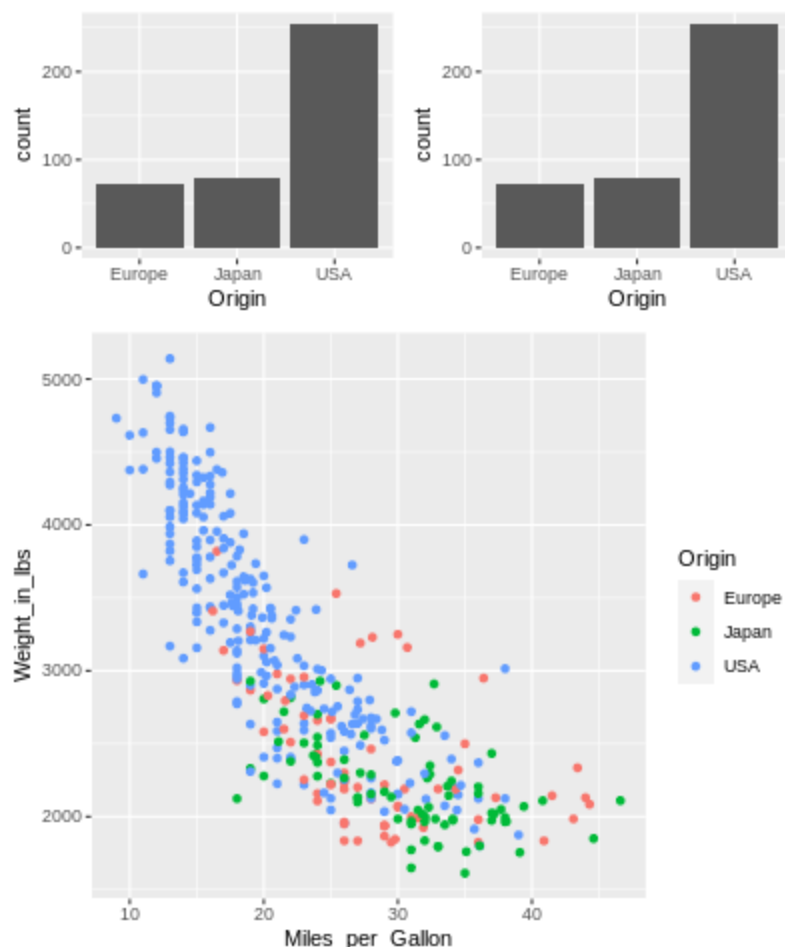 200
100
0
count
Europe Japan USA
Origin
200
100
0
count
Europe Japan USA
Origin
5000
4000
3000
2000
Weight_in_lbs
10 20 30 40
Miles_per_Gallon
Origin
Europe
Japan
USA